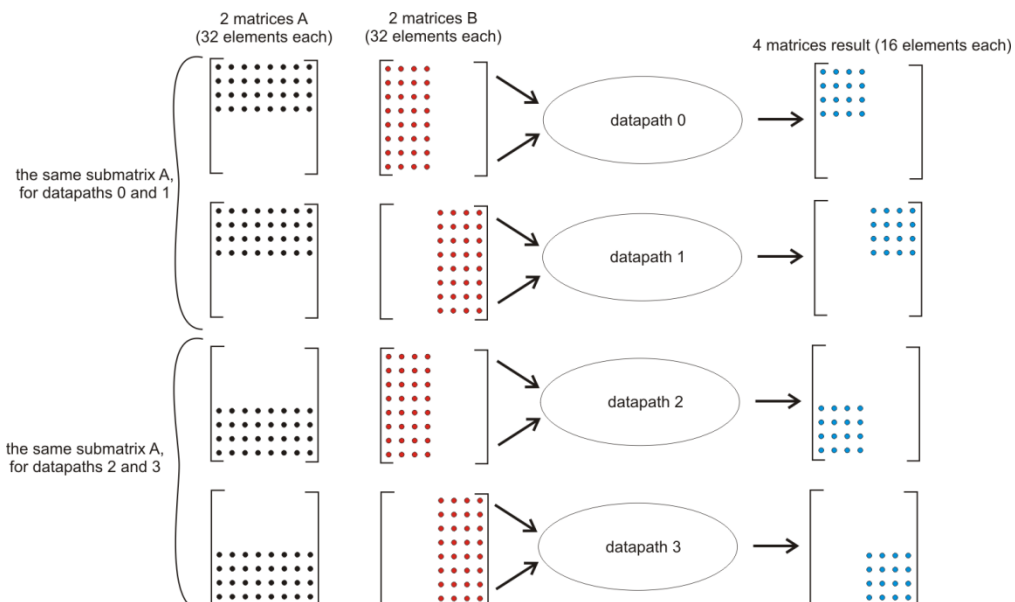 2 matrices A
(32 elements each)
2 matrices B
(32 elements each)
4 matrices result (16 elements each)
the same submatrix A,
for datapaths 0 and 1
datapath 0
datapath 1
the same submatrix A,
for datapaths 2 and 3
datapath 2
datapath 3